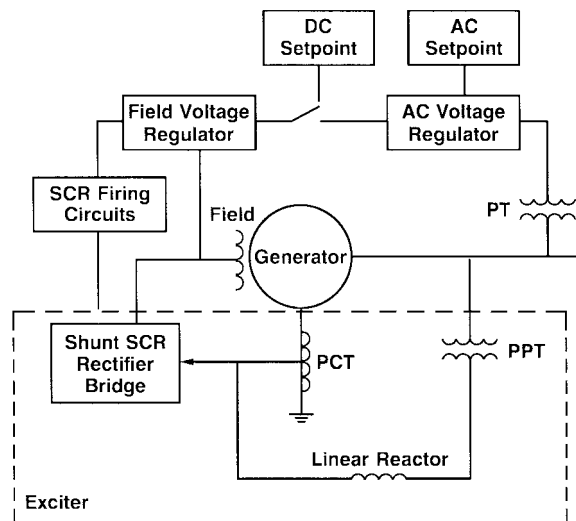 DC
Setpoint
AC
Setpoint
Field Voltage
Regulator
AC Voltage
Regulator
SCR Firing
Circuits
PT
Field
Generator
Shunt SCR
Rectifier
Bridge
PCT
PPT
Linear Reactor
Exciter